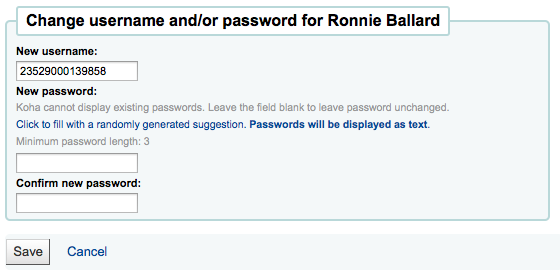 Change username and/or password for Ronnie Ballard
New username:
23529000139858
New password:
Koha cannot display existing passwords. Leave the field blank to leave password unchanged.
Click to fill with a randomly generated suggestion. Passwords will be displayed as text.
Minimum password length: 3
Confirm new password:
Save Cancel